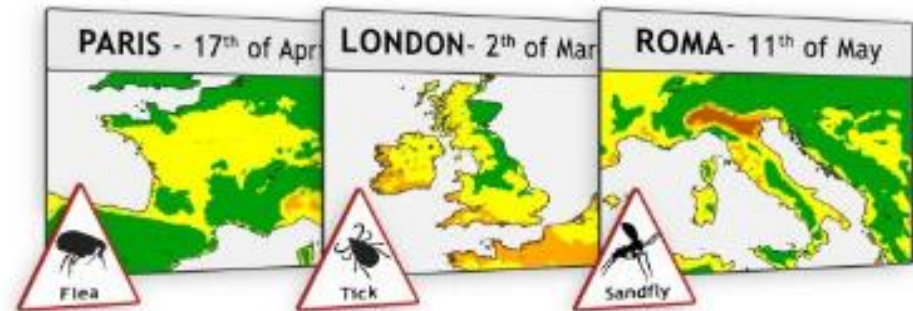 PARIS - 17th of Apr
LONDON- 2th of Mar
ROMA- 11th of May
Flea
Tick
Sandfly